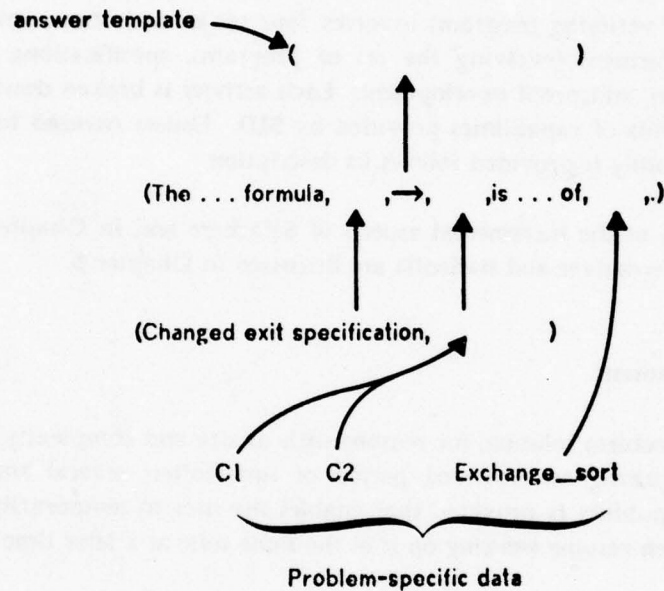 answer template
( )
(The ... formula, ,→, ,is ... of, ,.)
(Changed exit specification, )
C1 C2 Exchange_sort
Problem-specific data